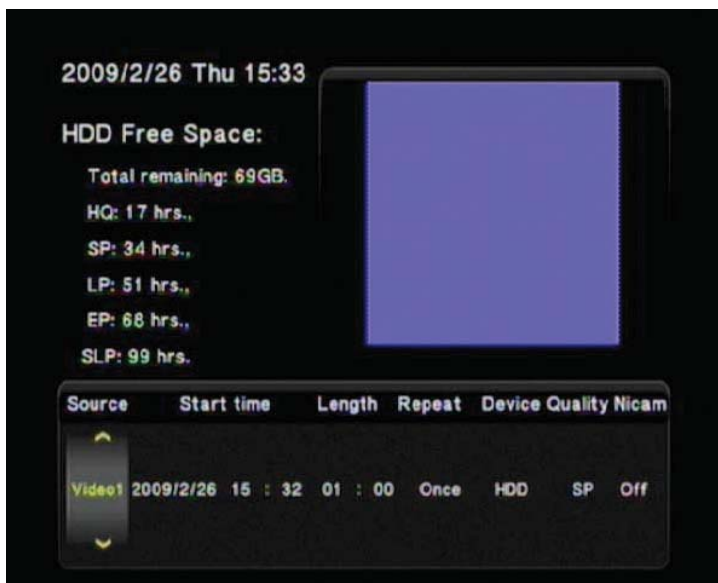 2009/2/26 Thu 15:33
HDD Free Space:
Total remaining: 69GB.
HQ: 17 hrs.,
SP: 34 hrs.,
LP: 51 hrs.,
EP: 68 hrs.,
SLP: 99 hrs.
Source Start time Length Repeat Device Quality Nicam
Video1 2009/2/26 15 : 32 01 : 00 Once HDD SP Off